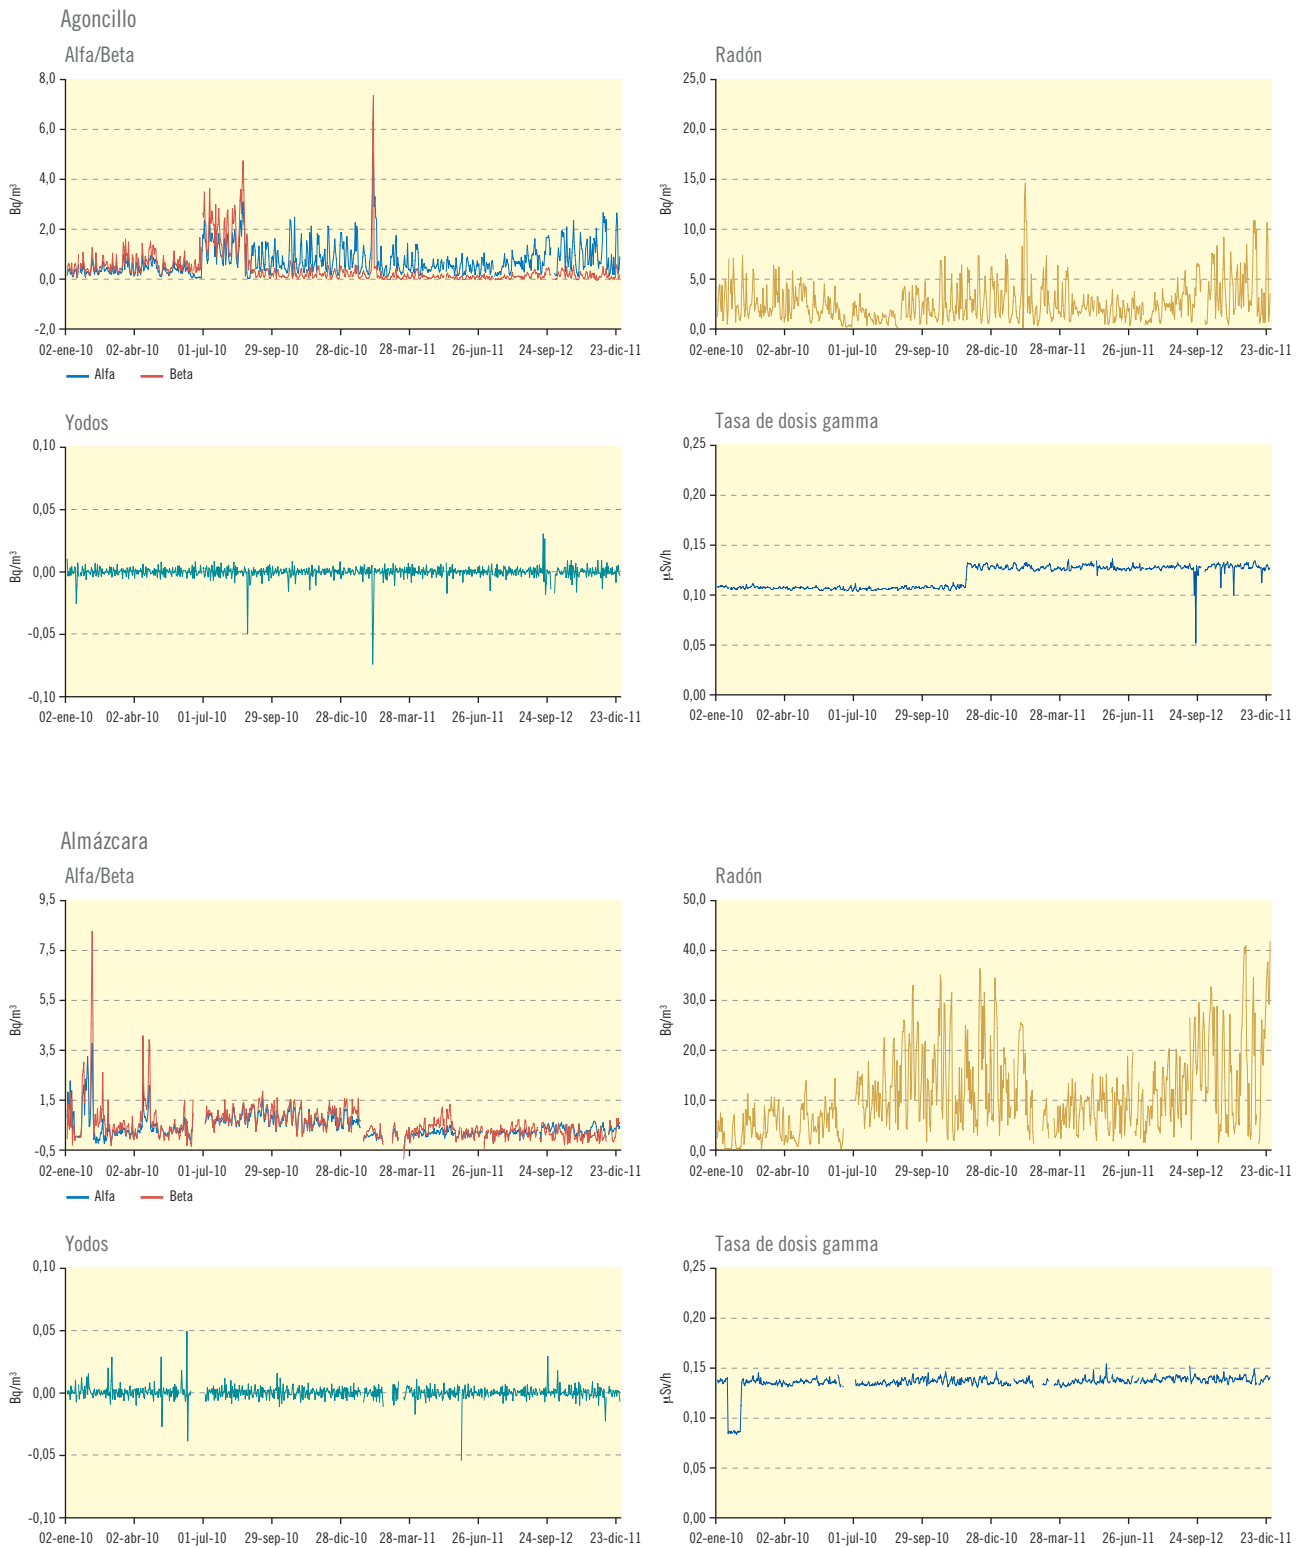 Agoncillo
Alfa/Beta
8,0
6,0
4,0
2,0
0,0
-2,0
Bq/m³
02-ene-10 02-abr-10 01-jul-10 29-sep-10 28-dic-10 28-mar-11 26-jun-11 24-sep-12 23-dic-11
Alfa Beta
Radón
25,0
20,0
15,0
10,0
5,0
0,0
Bq/m³
02-ene-10 02-abr-10 01-jul-10 29-sep-10 28-dic-10 28-mar-11 26-jun-11 24-sep-12 23-dic-11
Yodos
0,10
0,05
0,00
-0,05
-0,10
Bq/m³
02-ene-10 02-abr-10 01-jul-10 29-sep-10 28-dic-10 28-mar-11 26-jun-11 24-sep-12 23-dic-11
Tasa de dosis gamma
0,25
0,20
0,15
0,10
0,05
0,00
µSv/h
02-ene-10 02-abr-10 01-jul-10 29-sep-10 28-dic-10 28-mar-11 26-jun-11 24-sep-12 23-dic-11
Almázcara
Alfa/Beta
9,5
7,5
5,5
3,5
1,5
-0,5
Bq/m³
02-ene-10 02-abr-10 01-jul-10 29-sep-10 28-dic-10 28-mar-11 26-jun-11 24-sep-12 23-dic-11
Alfa Beta
Radón
50,0
40,0
30,0
20,0
10,0
0,0
Bq/m³
02-ene-10 02-abr-10 01-jul-10 29-sep-10 28-dic-10 28-mar-11 26-jun-11 24-sep-12 23-dic-11
Yodos
0,10
0,05
0,00
-0,05
-0,10
Bq/m³
02-ene-10 02-abr-10 01-jul-10 29-sep-10 28-dic-10 28-mar-11 26-jun-11 24-sep-12 23-dic-11
Tasa de dosis gamma
0,25
0,20
0,15
0,10
0,05
0,00
µSv/h
02-ene-10 02-abr-10 01-jul-10 29-sep-10 28-dic-10 28-mar-11 26-jun-11 24-sep-12 23-dic-11